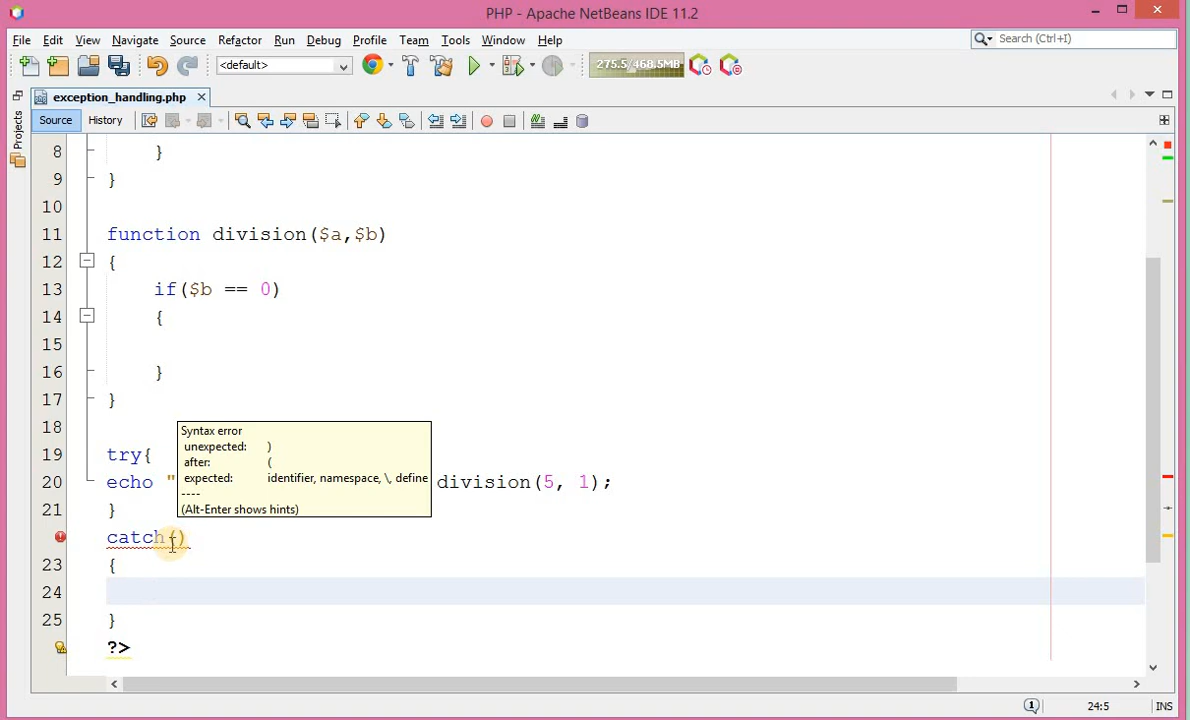 PHP - Apache NetBeans IDE 11.2
File Edit View Navigate Source Refactor Run Debug Profile Team Tools Window Help
Search (Ctrl+I)
<default>
275.5/468.5MB
exception_handling.php
Source History
Projects
8 }
9 }
10
11 function division($a,$b)
12 {
13 if($b == 0)
14 {
15
16 }
17 }
18
19 try{
20 echo " division(5, 1);
21 }
catch()
23 {
24
25 }
?>
Syntax error
unexpected: )
after: (
expected: identifier, namespace, \, define
----
(Alt-Enter shows hints)
1 24:5 INS